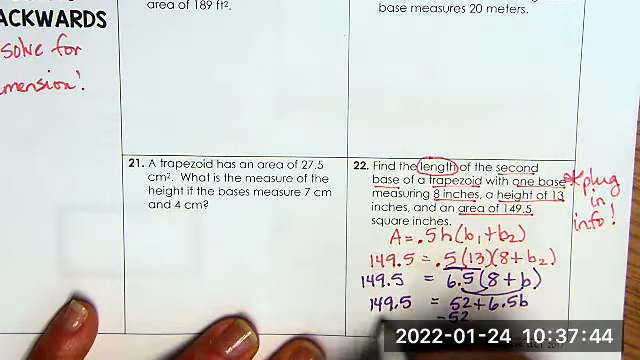 ACKWARDS
solve for
mension!
area of 189 ft².
base measures 20 meters.
21. A trapezoid has an area of 27.5
cm². What is the measure of the
height if the bases measure 7 cm
and 4 cm?
22. Find the length of the second
base of a trapezoid with one base
measuring 8 inches, a height of 13
inches, and an area of 149.5
square inches.
*plug
in
info!
A = .5h(b₁+b₂)
149.5 = .5(13)(8+b₂)
149.5 = 6.5(8+b)
149.5 = 52+6.5b
-52
2022-01-24 10:37:44